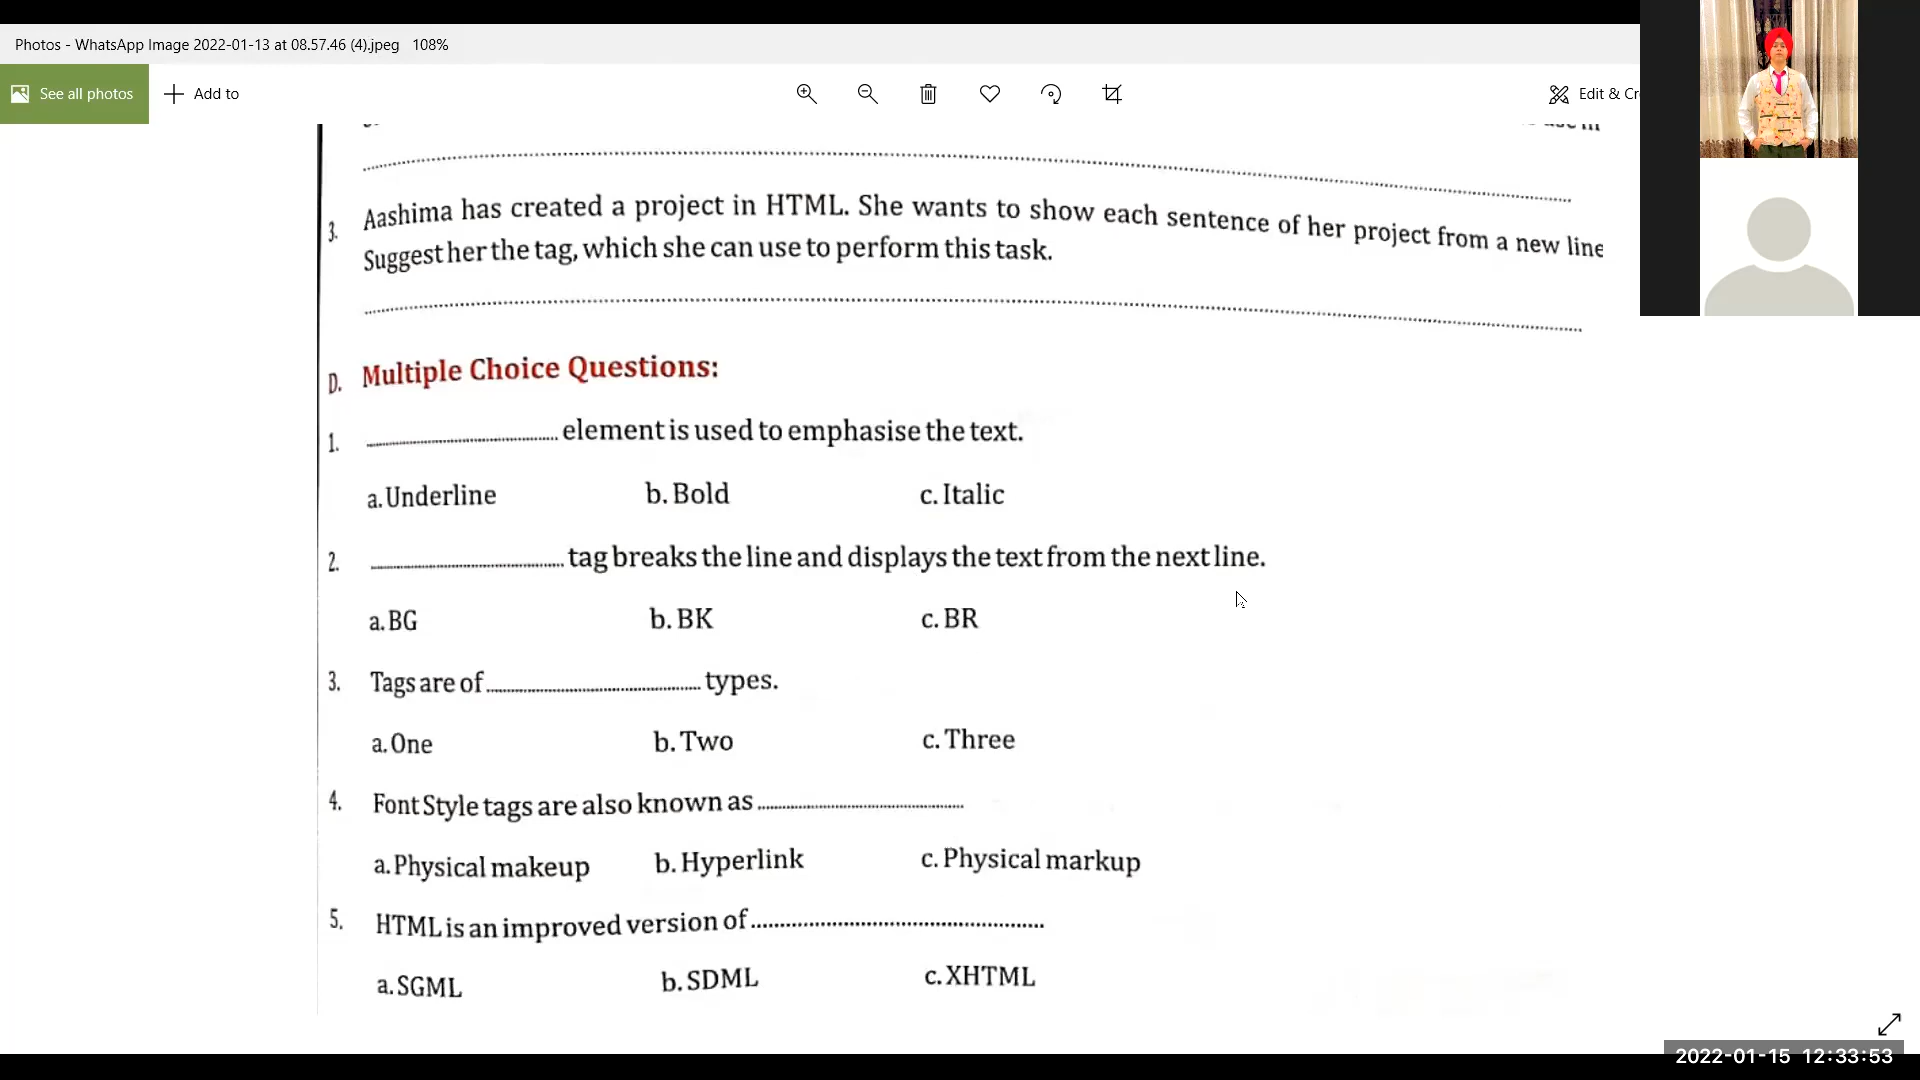 Photos - WhatsApp Image 2022-01-13 at 08.57.46 (4).jpeg 108%
See all photos
Add to
Edit & Cr
3. Aashima has created a project in HTML. She wants to show each sentence of her project from a new line
Suggest her the tag, which she can use to perform this task.
D. Multiple Choice Questions:
1. .......... element is used to emphasise the text.
a. Underline b. Bold c. Italic
2. .......... tag breaks the line and displays the text from the next line.
a. BG b. BK c. BR
3. Tags are of .......... types.
a. One b. Two c. Three
4. Font Style tags are also known as ..........
a. Physical makeup b. Hyperlink c. Physical markup
5. HTML is an improved version of ..........
a. SGML b. SDML c. XHTML
2022-01-15 12:33:53